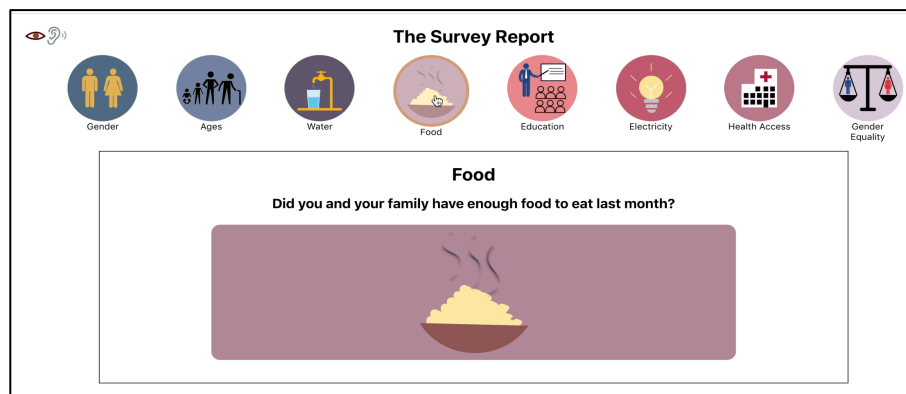 The Survey Report
Gender
Ages
Water
Food
Education
Electricity
Health Access
Gender
Equality
Food
Did you and your family have enough food to eat last month?